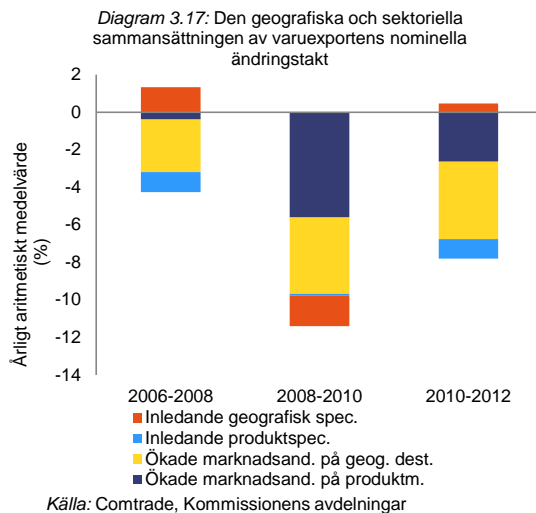 Diagram 3.17: Den geografiska och sektoriella
sammansättningen av varuexportens nominella
ändringstakt
Årligt aritmetiskt medelvärde
(%)
2
0
-2
-4
-6
-8
-10
-12
-14
2006-2008
2008-2010
2010-2012
Inledande geografisk spec.
Inledande produktspec.
Ökade marknadsand. på geog. dest.
Ökade marknadsand. på produktm.
Källa: Comtrade, Kommissionens avdelningar